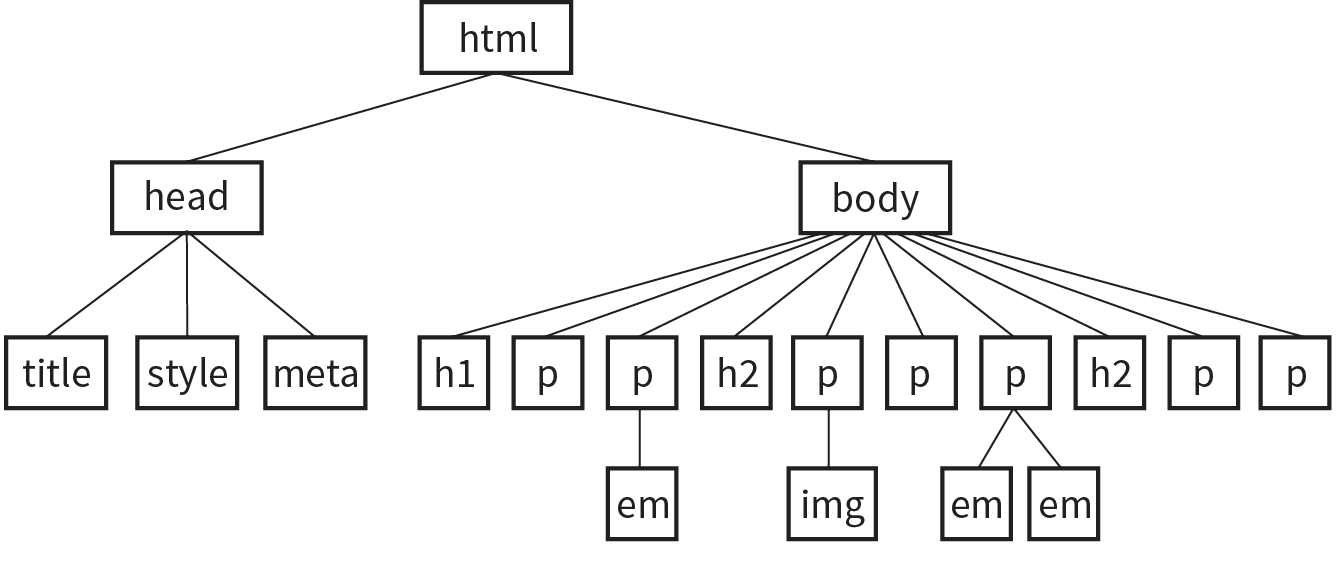 html
head body
title style meta h1 p p h2 p p p h2 p p
em img em em